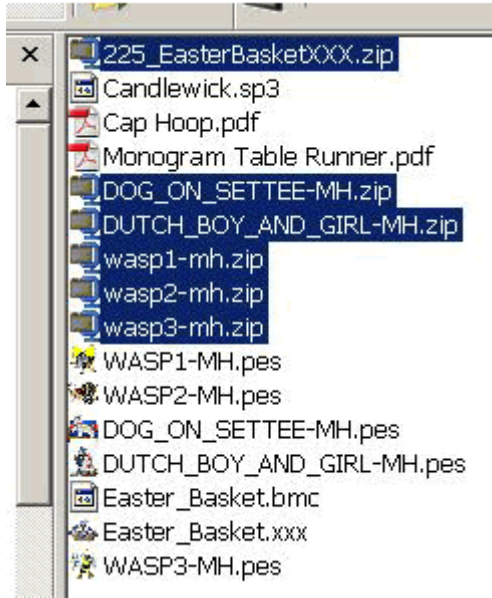 225_EasterBasketXXX.zip
Candlewick.sp3
Cap Hoop.pdf
Monogram Table Runner.pdf
DOG_ON_SETTEE-MH.zip
DUTCH_BOY_AND_GIRL-MH.zip
wasp1-mh.zip
wasp2-mh.zip
wasp3-mh.zip
WASP1-MH.pes
WASP2-MH.pes
DOG_ON_SETTEE-MH.pes
DUTCH_BOY_AND_GIRL-MH.pes
Easter_Basket.bmc
Easter_Basket.xxx
WASP3-MH.pes